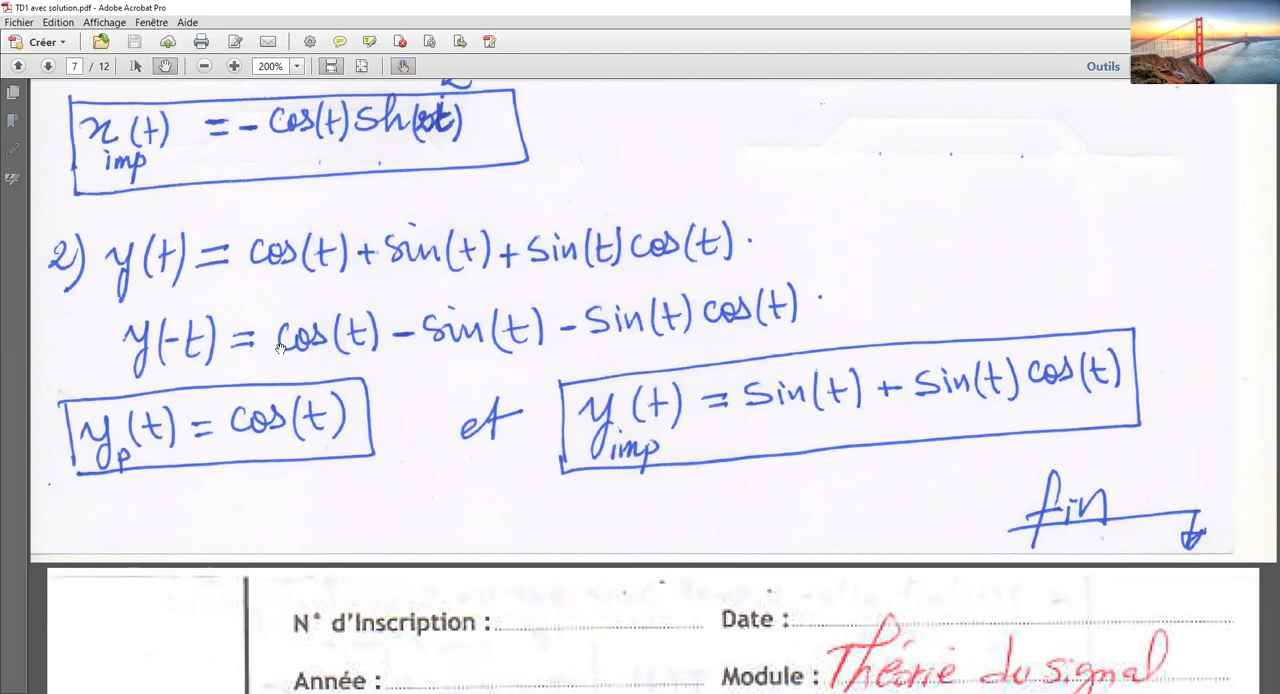 TD1 avec solution.pdf - Adobe Acrobat Pro
Fichier Edition Affichage Fenêtre Aide
Créer
7 / 12 200% Outils
x (t) = - cos(t) sh(
imp
2) y(t) = cos(t) + sin(t) + sin(t) cos(t).
y(-t) = cos(t) - sin(t) - sin(t) cos(t).
yp(t) = cos(t) et y (t) = sin(t) + sin(t) cos(t)
imp
fin
N° d'Inscription : Date :
Année : Module : Théorie du signal